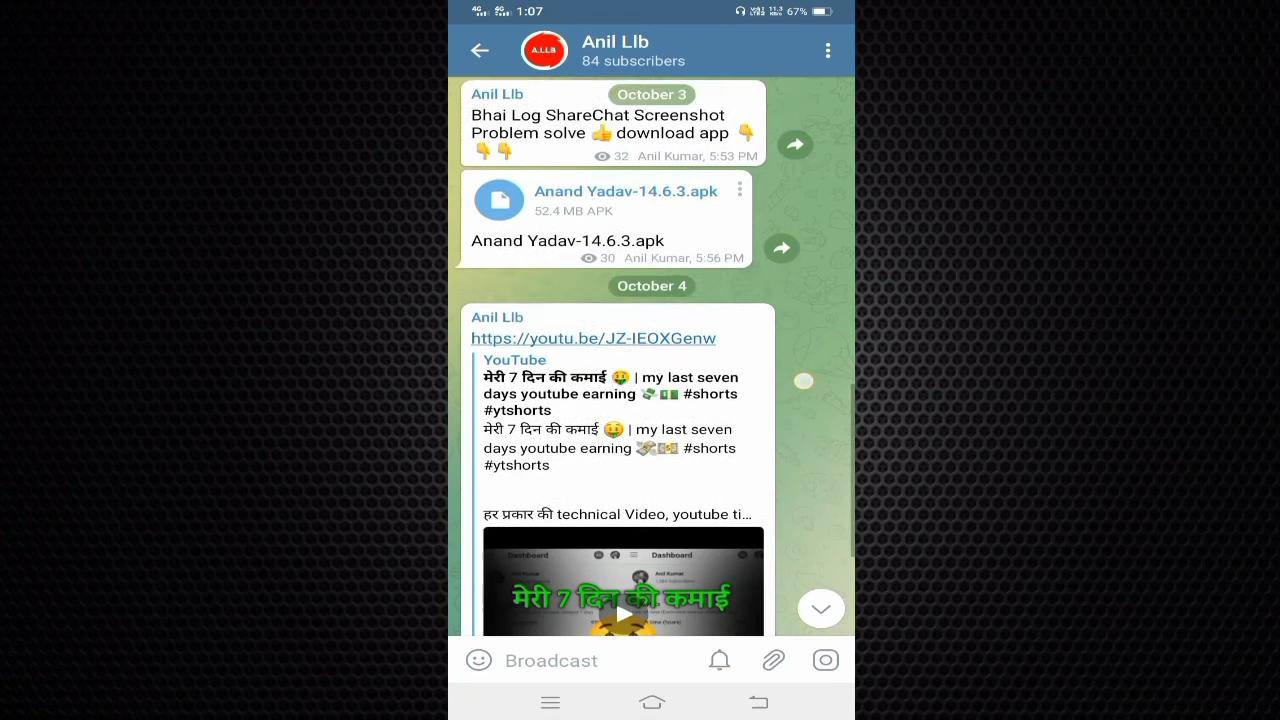 4G 4G 1:07 67%
A.LLB
Anil Llb
84 subscribers
Anil Llb
October 3
Bhai Log ShareChat Screenshot
Problem solve 👍 download app 👇
👇👇
32 Anil Kumar, 5:53 PM
Anand Yadav-14.6.3.apk
52.4 MB APK
Anand Yadav-14.6.3.apk
30 Anil Kumar, 5:56 PM
October 4
Anil Llb
https://youtu.be/JZ-IEOXGenw
YouTube
मेरी 7 दिन की कमाई 🤑 | my last seven
days youtube earning 💸💵 #shorts
#ytshorts
मेरी 7 दिन की कमाई 🤑 | my last seven
days youtube earning 💸💵 #shorts
#ytshorts
हर प्रकार की technical Video, youtube ti...
Dashboard Dashboard
Anil Kumar
मेरी 7 दिन की कमाई
Broadcast